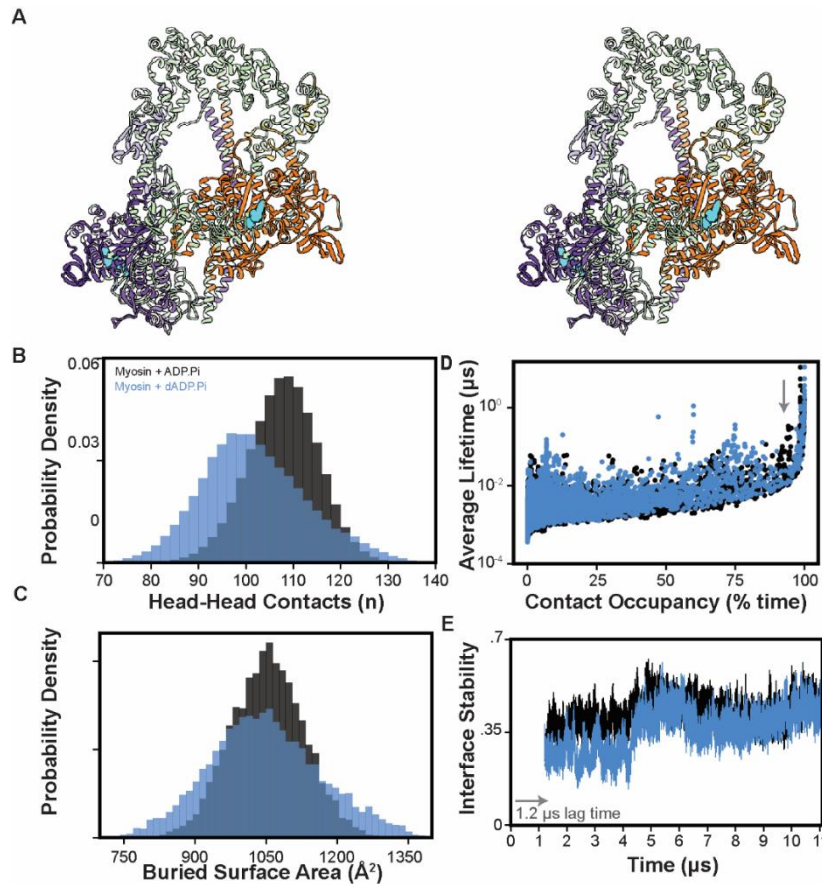 A
B
0.06
Myosin + ADP.Pi
Myosin + dADP.Pi
0.03
0
Probability Density
70 80 90 100 110 120 130 140
Head-Head Contacts (n)
C
Probability Density
750 900 1050 1200 1350
Buried Surface Area (Å²)
D
Average Lifetime (µs)
10⁰
10⁻²
10⁻⁴
0 25 50 75 100
Contact Occupancy (% time)
E
Interface Stability
.7
.35
0
1.2 µs lag time
0 1 2 3 4 5 6 7 8 9 10 11
Time (µs)